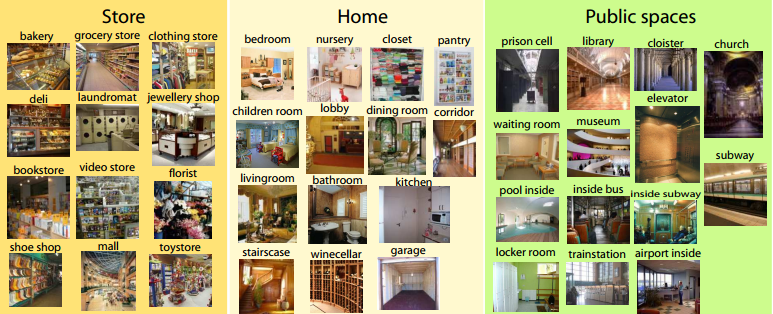 Store
Home
Public spaces
bakery
grocery store
clothing store
deli
laundromat
jewellery shop
bookstore
video store
florist
shoe shop
mall
toystore
bedroom
nursery
closet
pantry
children room
lobby
dining room
corridor
livingroom
bathroom
kitchen
stairscase
winecellar
garage
prison cell
library
cloister
church
waiting room
museum
elevator
subway
pool inside
inside bus
inside subway
locker room
trainstation
airport inside